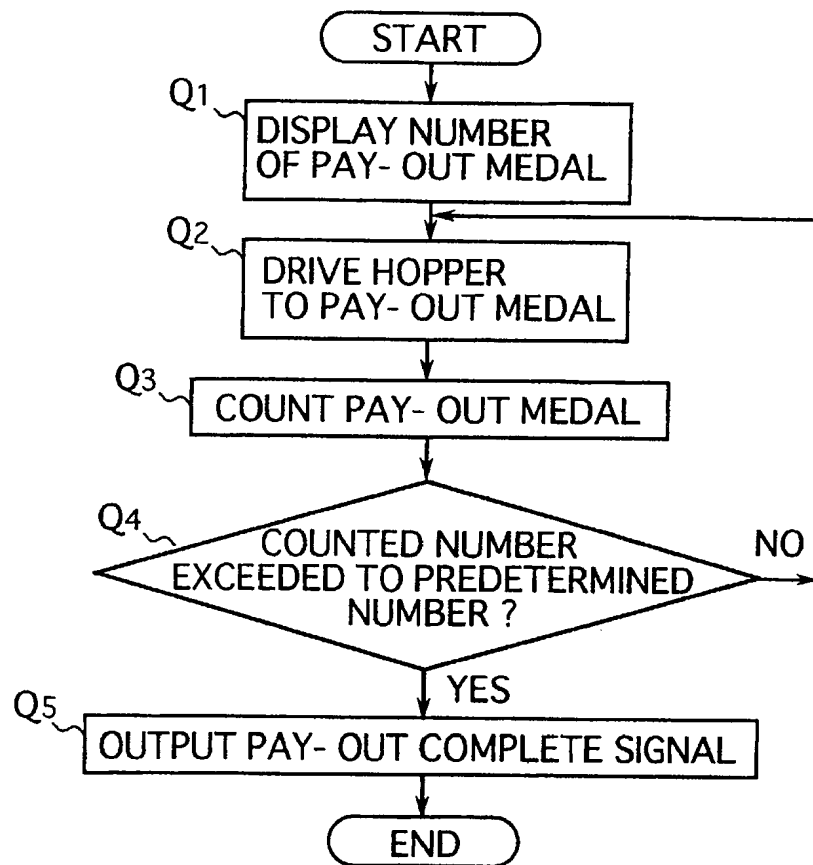 START
Q1
DISPLAY NUMBER
OF PAY- OUT MEDAL
Q2
DRIVE HOPPER
TO PAY- OUT MEDAL
Q3
COUNT PAY- OUT MEDAL
Q4
COUNTED NUMBER
EXCEEDED TO PREDETERMINED
NUMBER ?
NO
YES
Q5
OUTPUT PAY- OUT COMPLETE SIGNAL
END